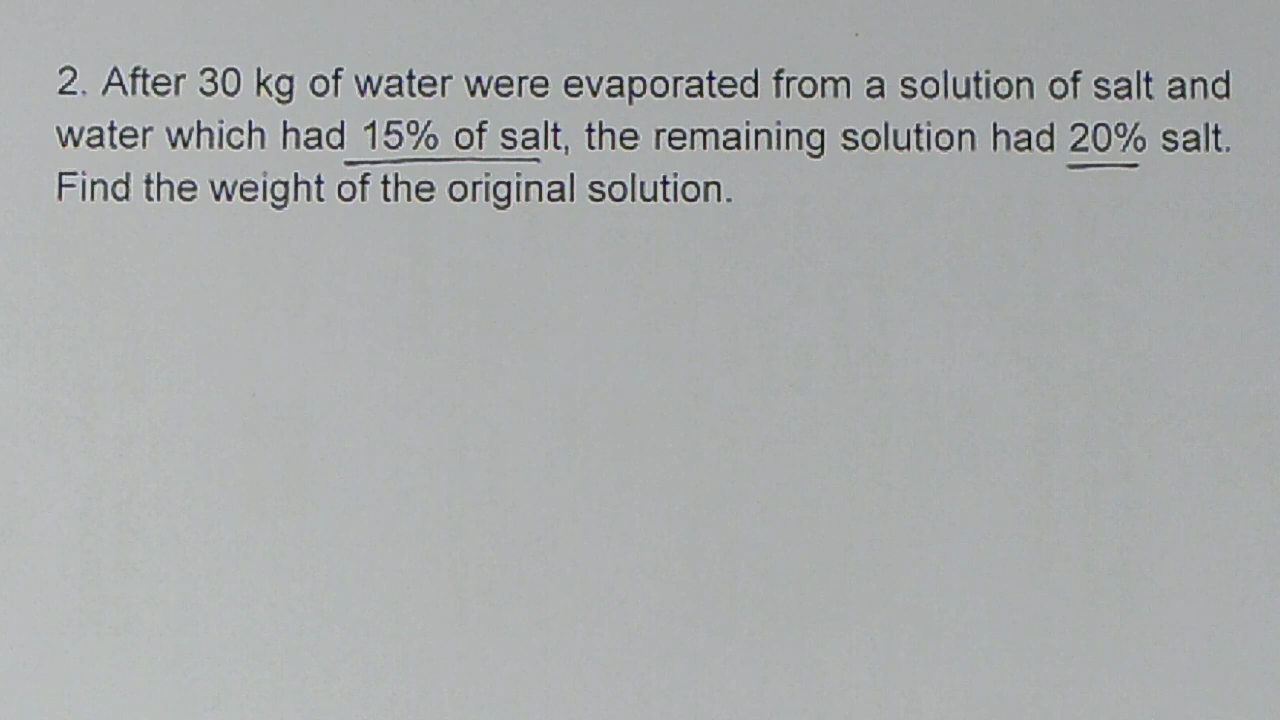 2. After 30 kg of water were evaporated from a solution of salt and
water which had 15% of salt, the remaining solution had 20% salt.
Find the weight of the original solution.